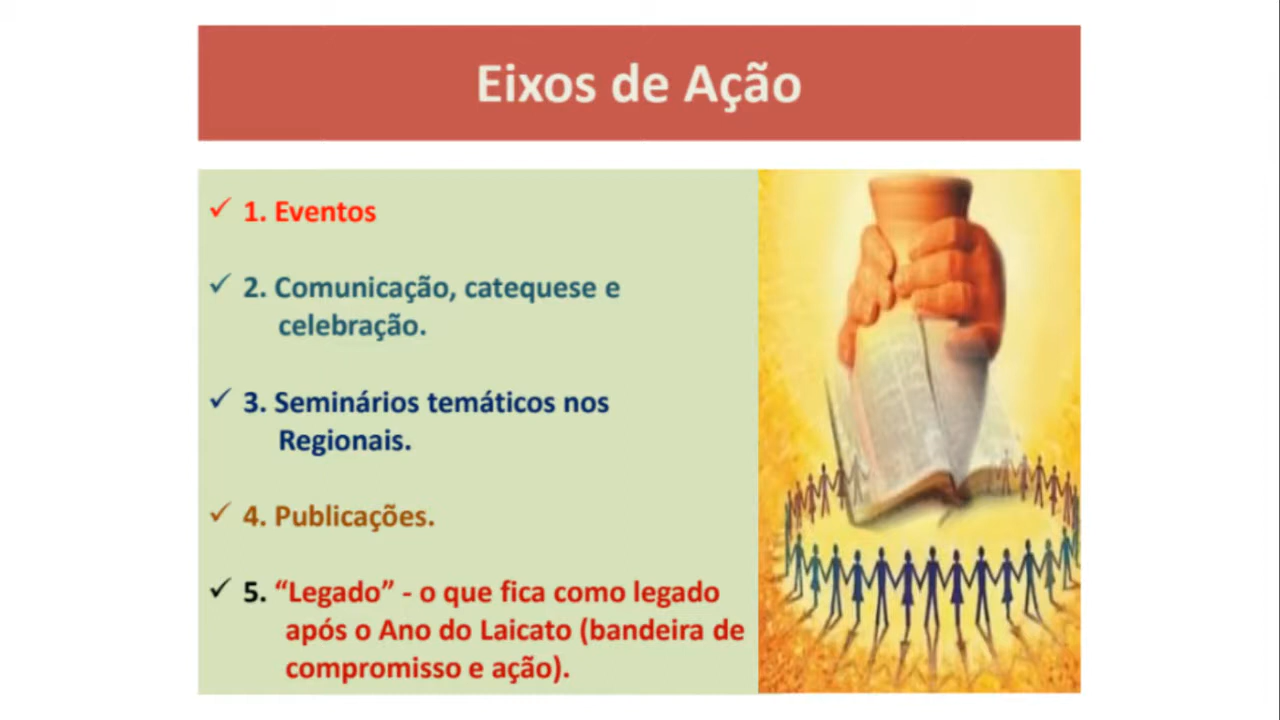 Eixos de Ação
✓ 1. Eventos
✓ 2. Comunicação, catequese e
celebração.
✓ 3. Seminários temáticos nos
Regionais.
✓ 4. Publicações.
✓ 5. “Legado” - o que fica como legado
após o Ano do Laicato (bandeira de
compromisso e ação).